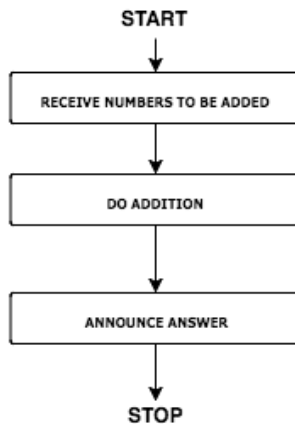 START
RECEIVE NUMBERS TO BE ADDED
DO ADDITION
ANNOUNCE ANSWER
STOP